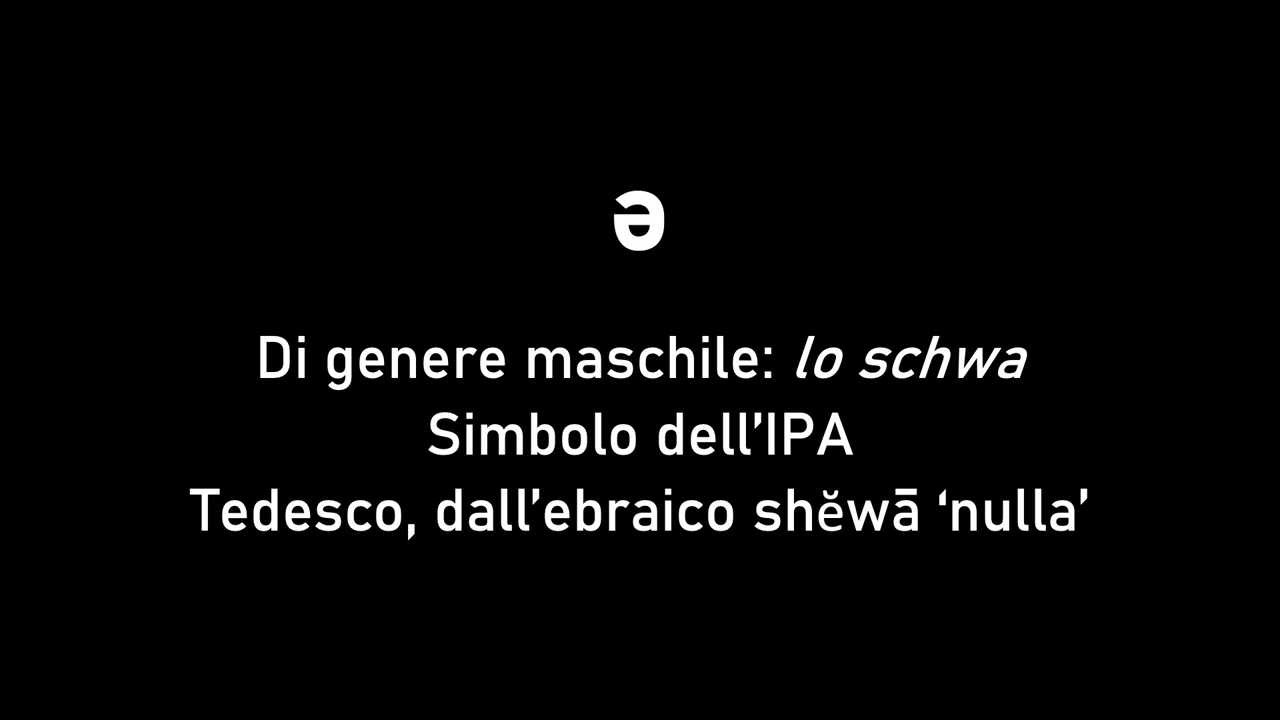 ə
Di genere maschile: lo schwa
Simbolo dell’IPA
Tedesco, dall’ebraico shĕwā ‘nulla’